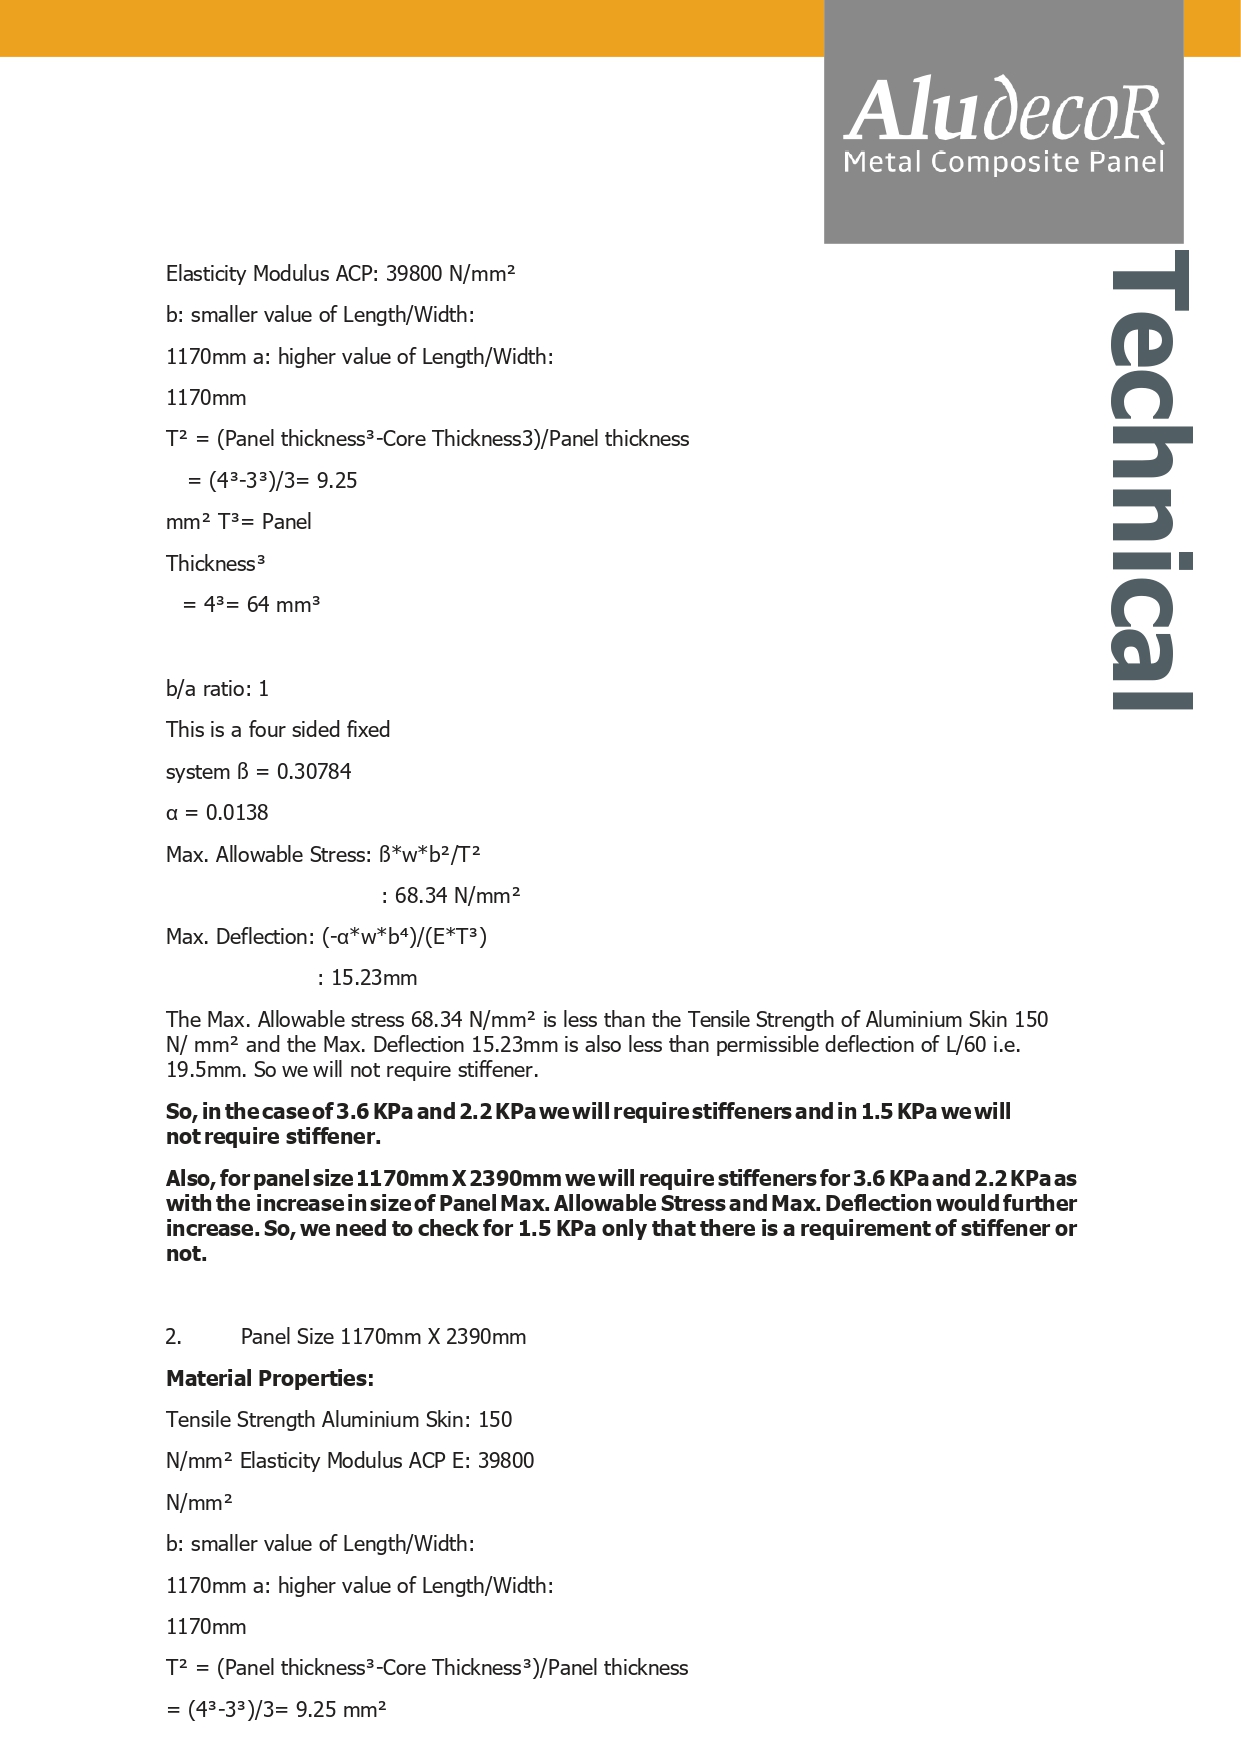 AludecoR
Metal Composite Panel
Technical
Elasticity Modulus ACP: 39800 N/mm²
b: smaller value of Length/Width:
1170mm a: higher value of Length/Width:
1170mm
T² = (Panel thickness³-Core Thickness3)/Panel thickness
= (4³-3³)/3= 9.25
mm² T³= Panel
Thickness³
= 4³= 64 mm³
b/a ratio: 1
This is a four sided fixed
system ß = 0.30784
α = 0.0138
Max. Allowable Stress: ß*w*b²/T²
: 68.34 N/mm²
Max. Deflection: (-α*w*b⁴)/(E*T³)
: 15.23mm
The Max. Allowable stress 68.34 N/mm² is less than the Tensile Strength of Aluminium Skin 150
N/ mm² and the Max. Deflection 15.23mm is also less than permissible deflection of L/60 i.e.
19.5mm. So we will not require stiffener.
So, in the case of 3.6 KPa and 2.2 KPa we will require stiffeners and in 1.5 KPa we will
not require stiffener.
Also, for panel size 1170mm X 2390mm we will require stiffeners for 3.6 KPa and 2.2 KPa as
with the increase in size of Panel Max. Allowable Stress and Max. Deflection would further
increase. So, we need to check for 1.5 KPa only that there is a requirement of stiffener or
not.
2. Panel Size 1170mm X 2390mm
Material Properties:
Tensile Strength Aluminium Skin: 150
N/mm² Elasticity Modulus ACP E: 39800
N/mm²
b: smaller value of Length/Width:
1170mm a: higher value of Length/Width:
1170mm
T² = (Panel thickness³-Core Thickness³)/Panel thickness
= (4³-3³)/3= 9.25 mm²